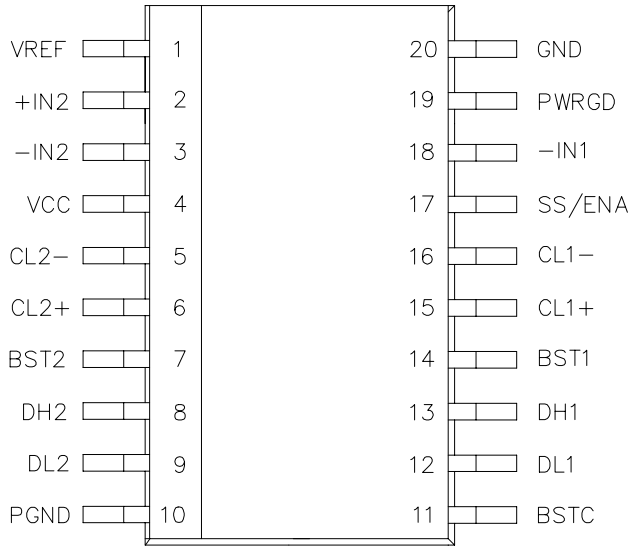 VREF 1 20 GND
+IN2 2 19 PWRGD
−IN2 3 18 −IN1
VCC 4 17 SS/ENA
CL2− 5 16 CL1−
CL2+ 6 15 CL1+
BST2 7 14 BST1
DH2 8 13 DH1
DL2 9 12 DL1
PGND 10 11 BSTC